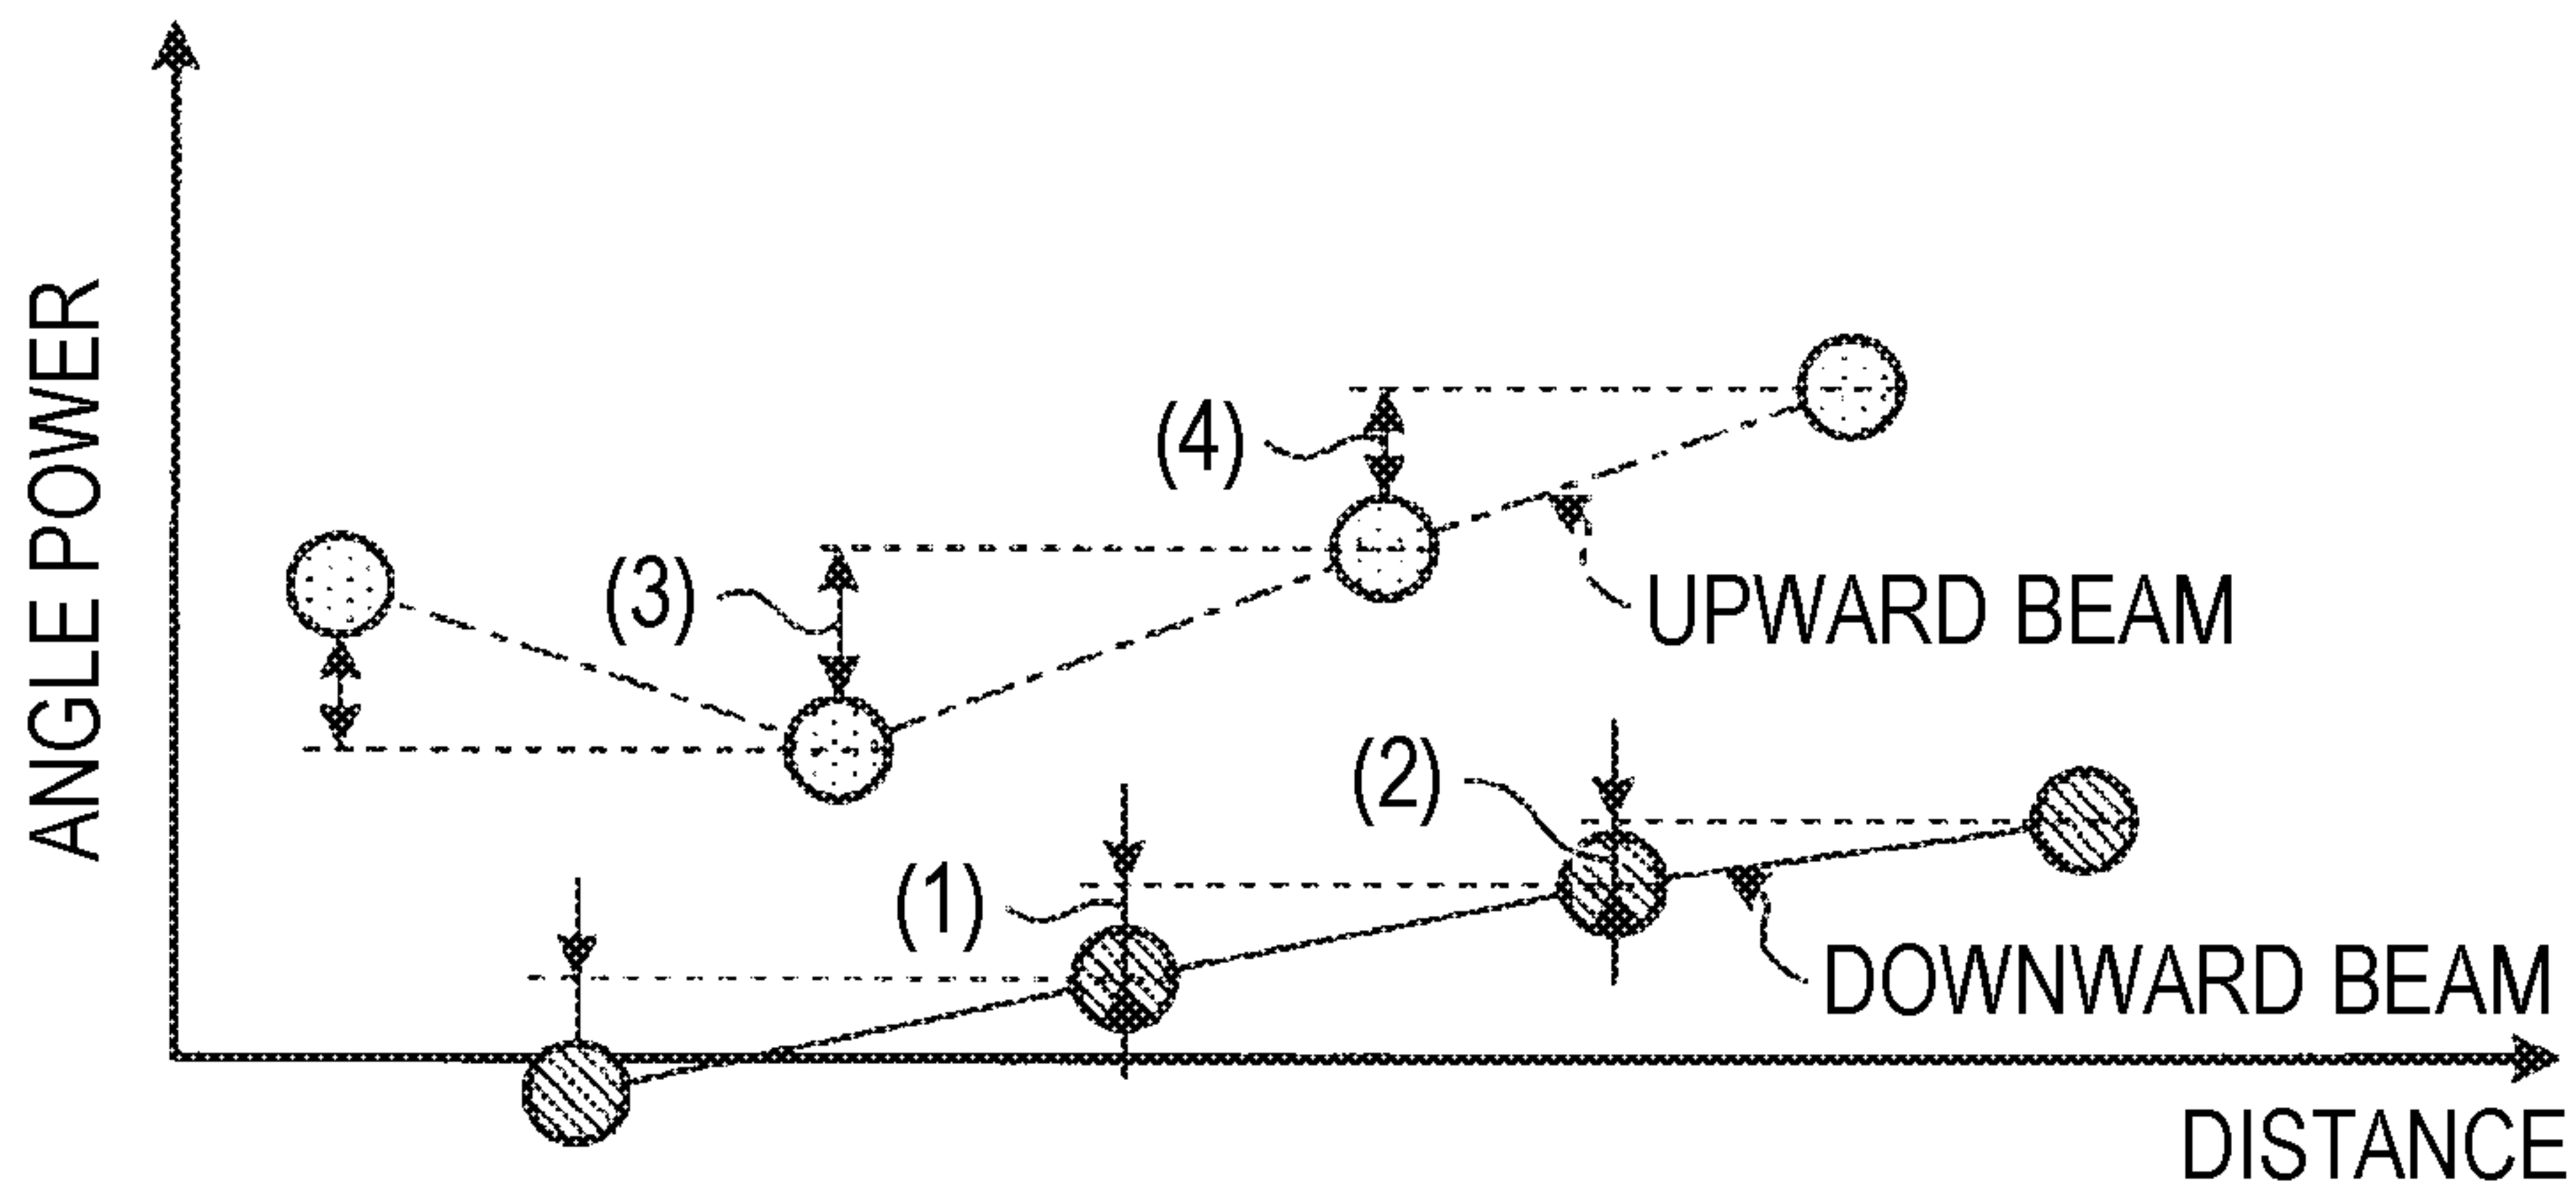 ANGLE POWER
(4)
(3)
UPWARD BEAM
(2)
(1)
DOWNWARD BEAM
DISTANCE